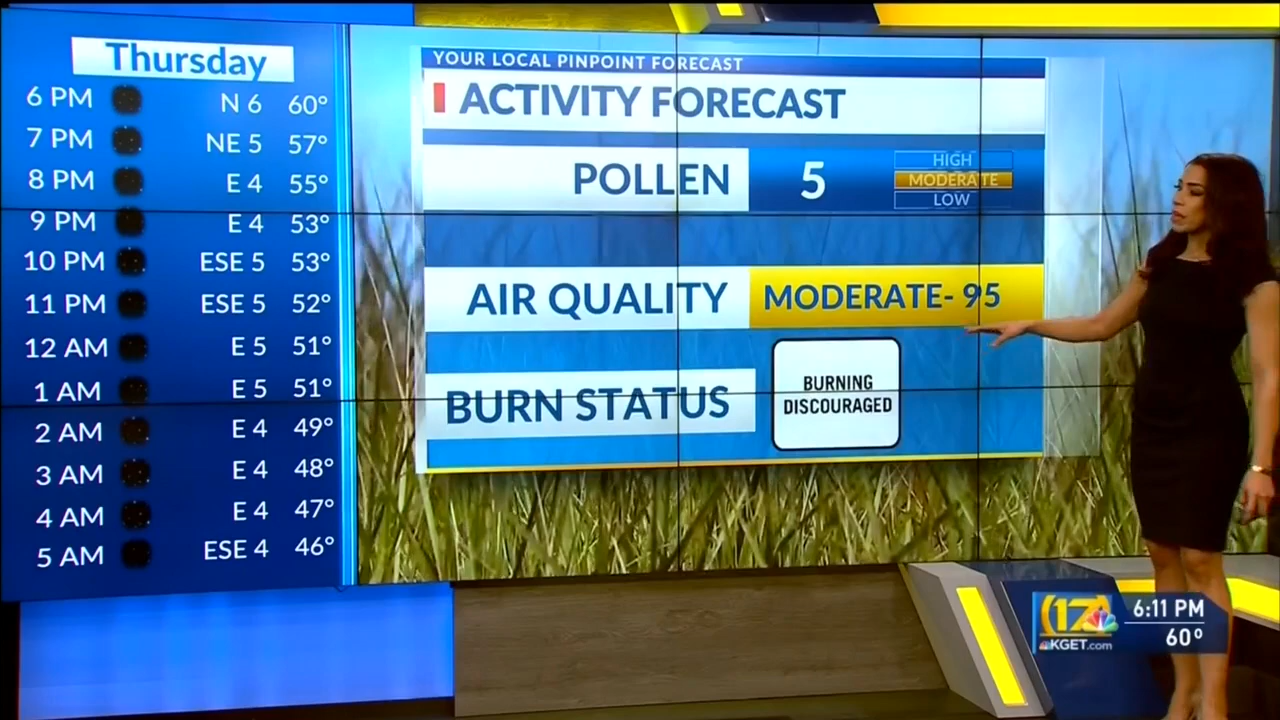 Thursday
6 PM N 6 60°
7 PM NE 5 57°
8 PM E 4 55°
9 PM E 4 53°
10 PM ESE 5 53°
11 PM ESE 5 52°
12 AM E 5 51°
1 AM E 5 51°
2 AM E 4 49°
3 AM E 4 48°
4 AM E 4 47°
5 AM ESE 4 46°
YOUR LOCAL PINPOINT FORECAST
ACTIVITY FORECAST
POLLEN 5
HIGH
MODERATE
LOW
AIR QUALITY MODERATE- 95
BURN STATUS
BURNING
DISCOURAGED
17
KGET.com
6:11 PM
60°